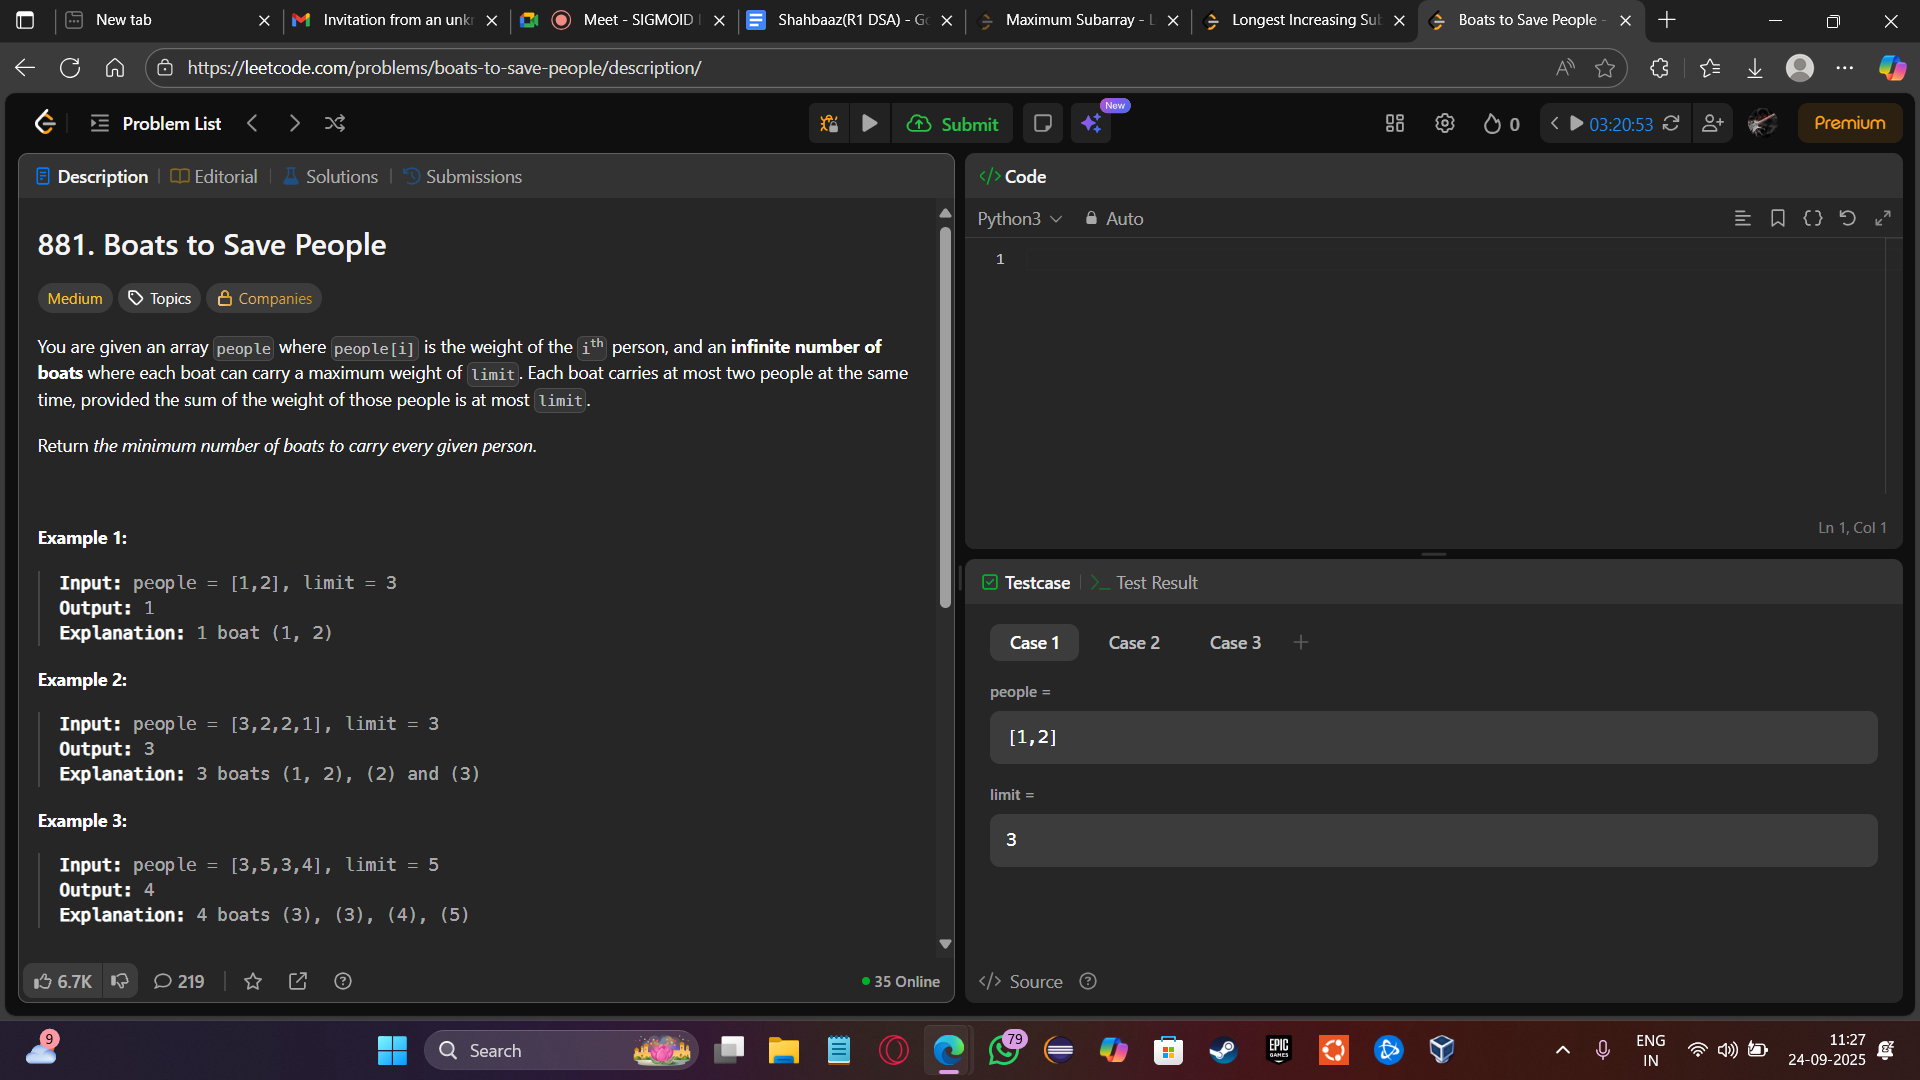 New tab
Invitation from an unkn
Meet - SIGMOID
Shahbaaz(R1 DSA) - Go
Maximum Subarray - L
Longest Increasing Sub
Boats to Save People -
https://leetcode.com/problems/boats-to-save-people/description/
Problem List
Submit
New
0
03:20:53
Premium
Description
Editorial
Solutions
Submissions
881. Boats to Save People
Medium
Topics
Companies
You are given an array people where people[i] is the weight of the ith person, and an infinite number of
boats where each boat can carry a maximum weight of limit. Each boat carries at most two people at the same
time, provided the sum of the weight of those people is at most limit.
Return the minimum number of boats to carry every given person.
Example 1:
Input: people = [1,2], limit = 3
Output: 1
Explanation: 1 boat (1, 2)
Example 2:
Input: people = [3,2,2,1], limit = 3
Output: 3
Explanation: 3 boats (1, 2), (2) and (3)
Example 3:
Input: people = [3,5,3,4], limit = 5
Output: 4
Explanation: 4 boats (3), (3), (4), (5)
6.7K
219
35 Online
</> Code
Python3
Auto
1
Ln 1, Col 1
Testcase
Test Result
Case 1
Case 2
Case 3
people =
[1,2]
limit =
3
</> Source
9
Search
79
EPIC
GAMES
ENG
IN
11:27
24-09-2025